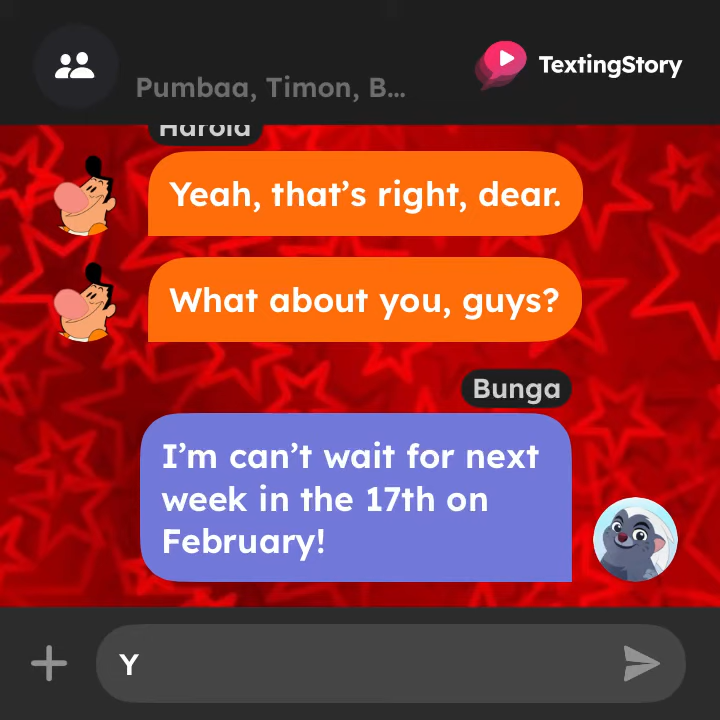 Pumbaa, Timon, B...
TextingStory
Harold
Yeah, that's right, dear.
What about you, guys?
Bunga
I'm can't wait for next
week in the 17th on
February!
Y